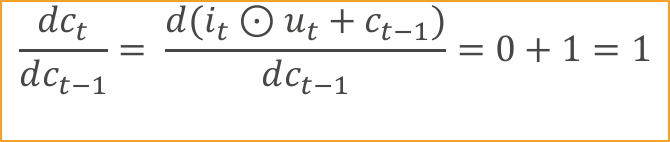 dc_t/dc_{t−1} = d(i_t ⊙ u_t + c_{t−1})/dc_{t−1} = 0 + 1 = 1